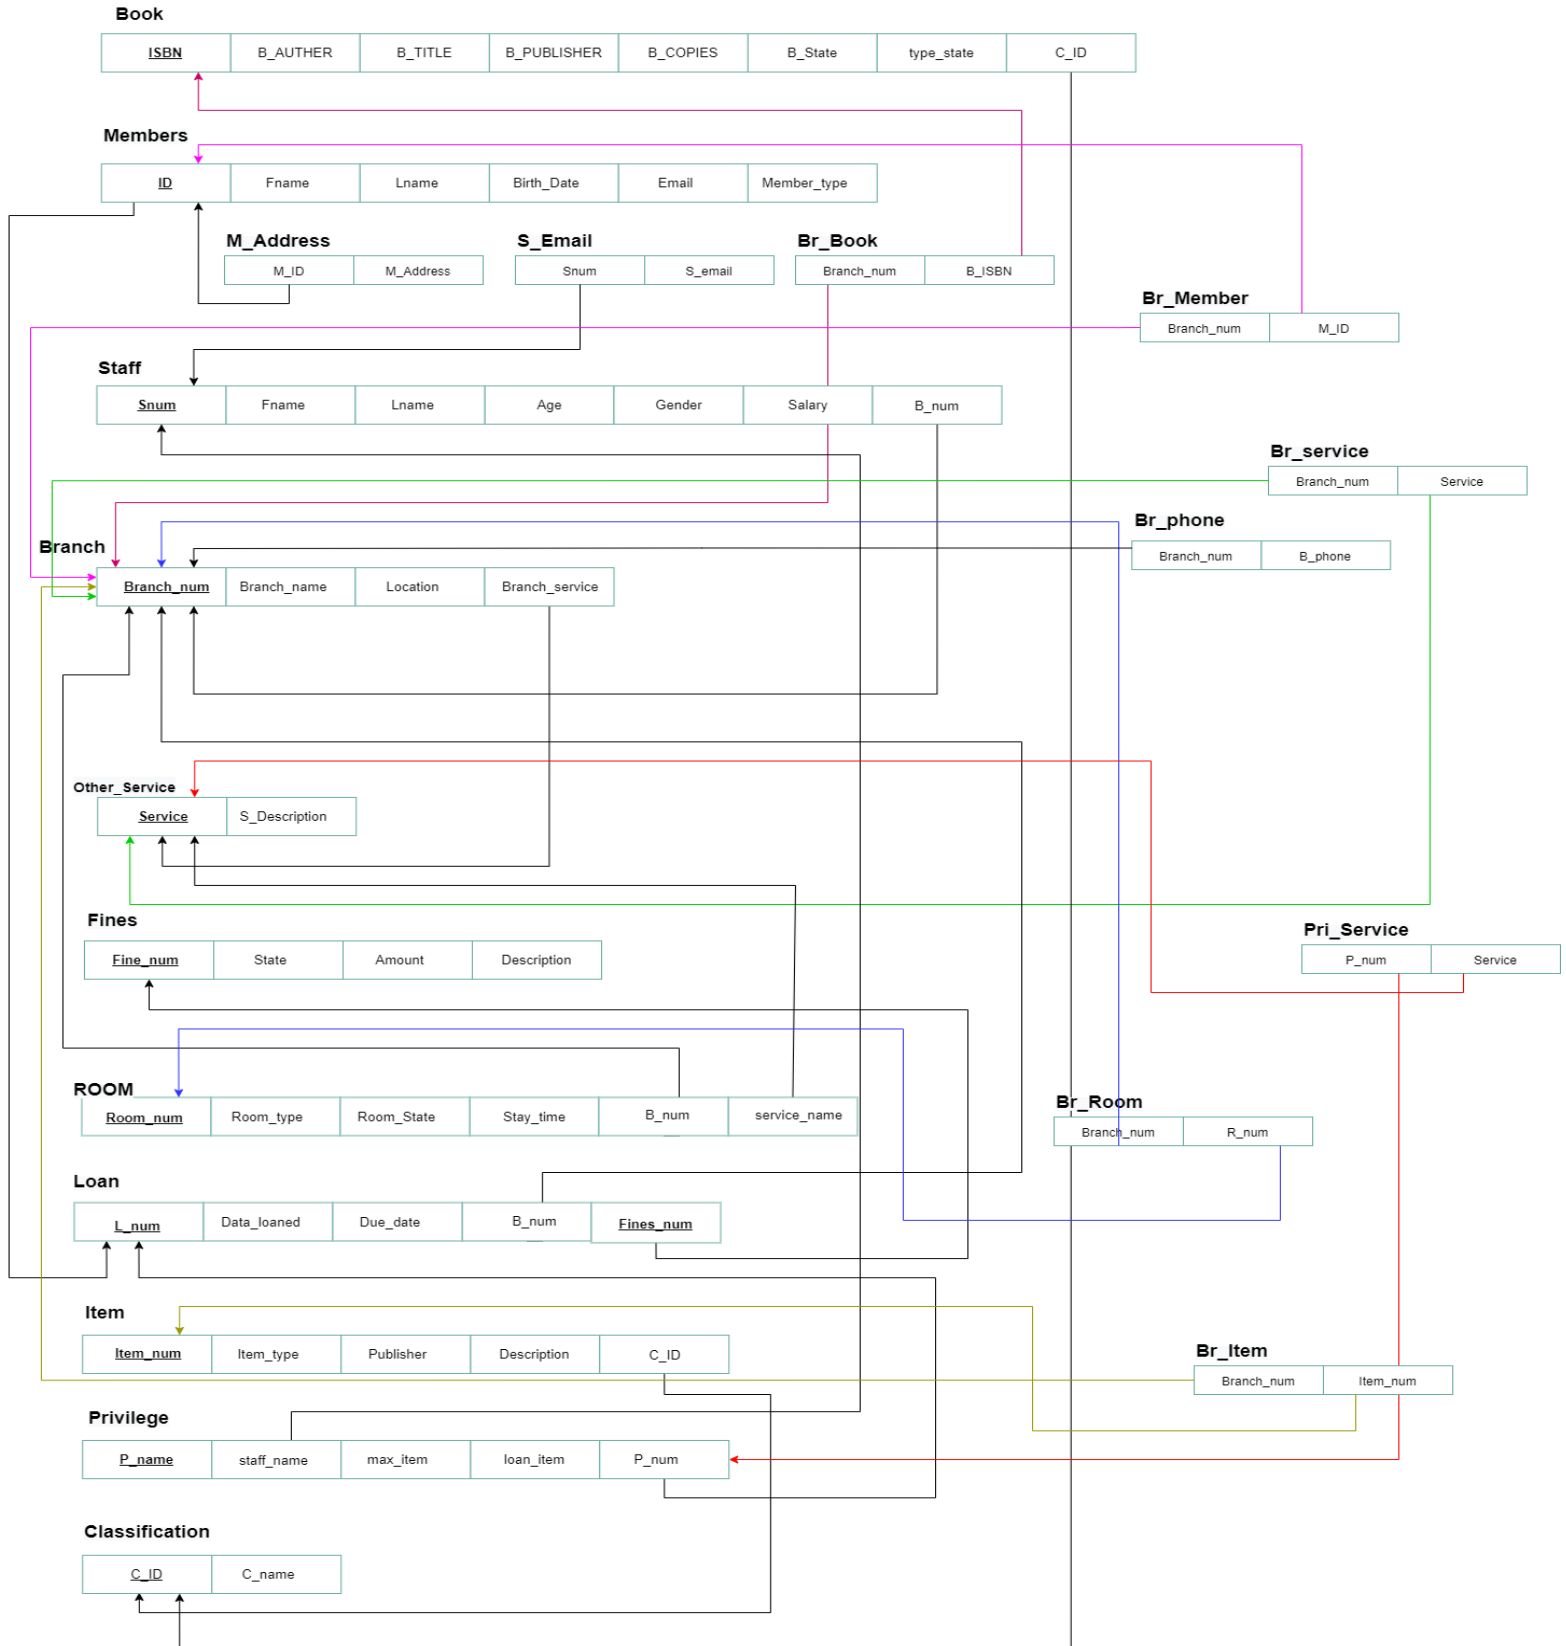 Book
ISBN B_AUTHER B_TITLE B_PUBLISHER B_COPIES B_State type_state C_ID
Members
ID Fname Lname Birth_Date Email Member_type
M_Address S_Email Br_Book
M_ID M_Address Snum S_email Branch_num B_ISBN
Br_Member
Branch_num M_ID
Staff
Snum Fname Lname Age Gender Salary B_num
Br_service
Branch_num Service
Br_phone
Branch_num B_phone
Branch
Branch_num Branch_name Location Branch_service
Other_Service
Service S_Description
Fines
Fine_num State Amount Description
Pri_Service
P_num Service
ROOM
Room_num Room_type Room_State Stay_time B_num service_name
Br_Room
Branch_num R_num
Loan
L_num Data_loaned Due_date B_num Fines_num
Item
Item_num Item_type Publisher Description C_ID
Br_Item
Branch_num Item_num
Privilege
P_name staff_name max_item loan_item P_num
Classification
C_ID C_name